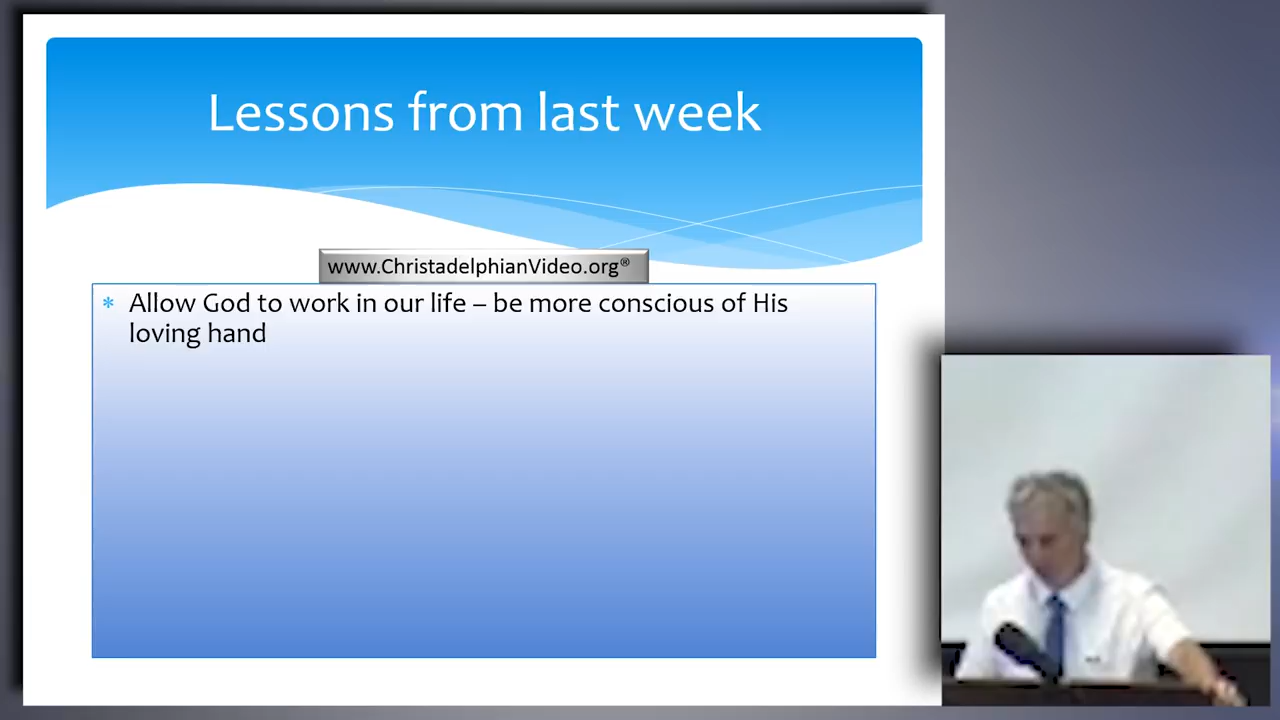 Lessons from last week
www.ChristadelphianVideo.org®
* Allow God to work in our life – be more conscious of His
loving hand